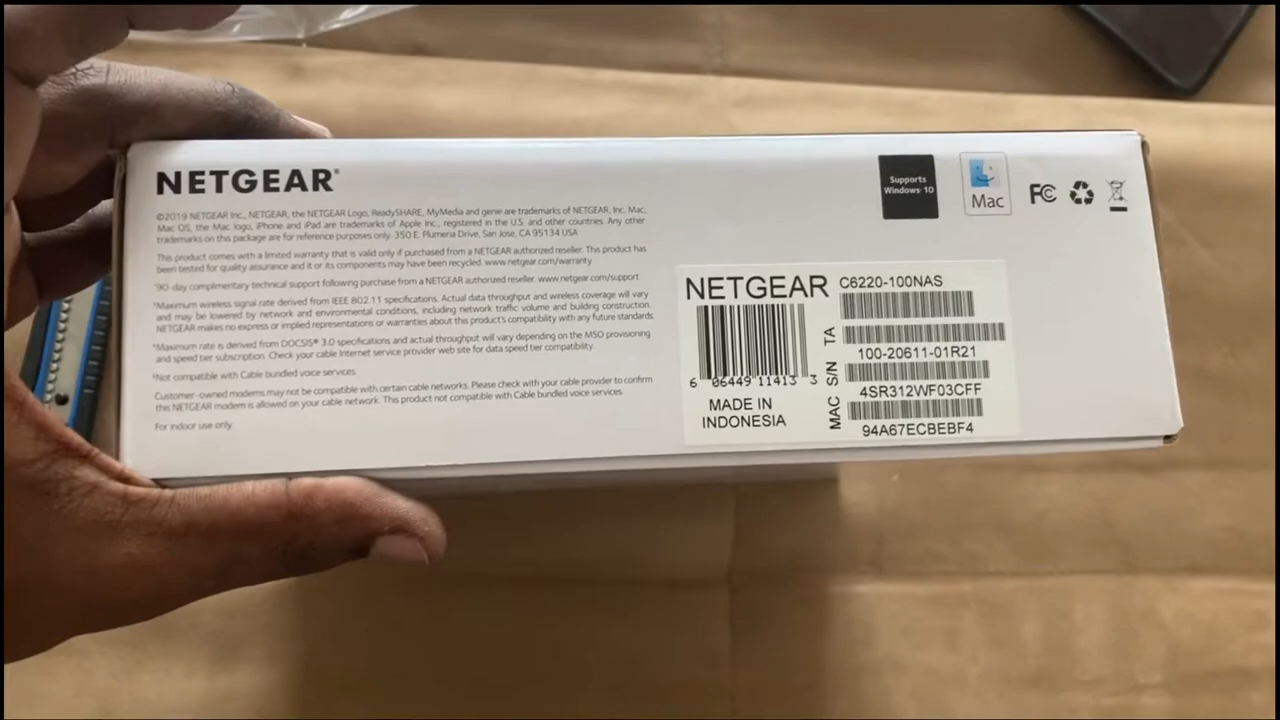 NETGEAR®
©2019 NETGEAR Inc., NETGEAR, the NETGEAR Logo, ReadySHARE, MyMedia and genie are trademarks of NETGEAR, Inc. Mac,
Mac OS, the Mac logo, iPhone and iPad are trademarks of Apple Inc., registered in the U.S. and other countries. Any other
trademarks on this package are for reference purposes only. 350 E. Plumeria Drive, San Jose, CA 95134 USA
This product comes with a limited warranty that is valid only if purchased from a NETGEAR authorized reseller. This product has
been tested for quality assurance and it or its components may have been recycled. www.netgear.com/warranty
90-day complimentary technical support following purchase from a NETGEAR authorized reseller. www.netgear.com/support
Maximum wireless signal rate derived from IEEE 802.11 specifications. Actual data throughput and wireless coverage will vary
and may be lowered by network and environmental conditions, including network traffic volume and building construction.
NETGEAR makes no express or implied representations or warranties about this product's compatibility with any future standards.
Maximum rate is derived from DOCSIS® 3.0 specifications and actual throughput will vary depending on the MSO provisioning
and speed tier subscription. Check your cable Internet service provider web site for data speed tier compatibility.
Not compatible with Cable bundled voice services.
Customer-owned modems may not be compatible with certain cable networks. Please check with your cable provider to confirm
this NETGEAR modem is allowed on your cable network. This product not compatible with Cable bundled voice services.
For indoor use only.
Supports
Windows 10
Mac
FC
NETGEAR
C6220-100NAS
6 06449 11413 3
MADE IN
INDONESIA
TA
100-20611-01R21
S/N
4SR312WF03CFF
MAC
94A67ECBEBF4